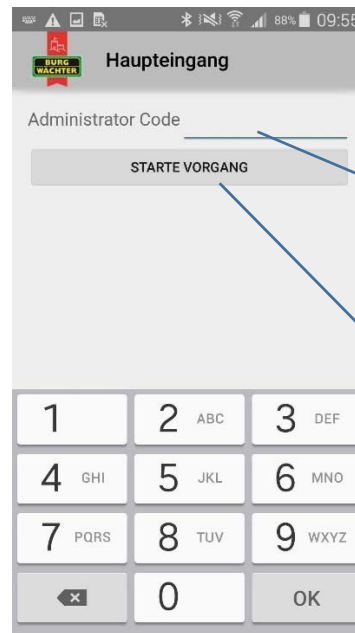 88% 09:55
BURG
WÄCHTER
Haupteingang
Administrator Code
STARTE VORGANG
1 2 ABC 3 DEF
4 GHI 5 JKL 6 MNO
7 PQRS 8 TUV 9 WXYZ
0 OK